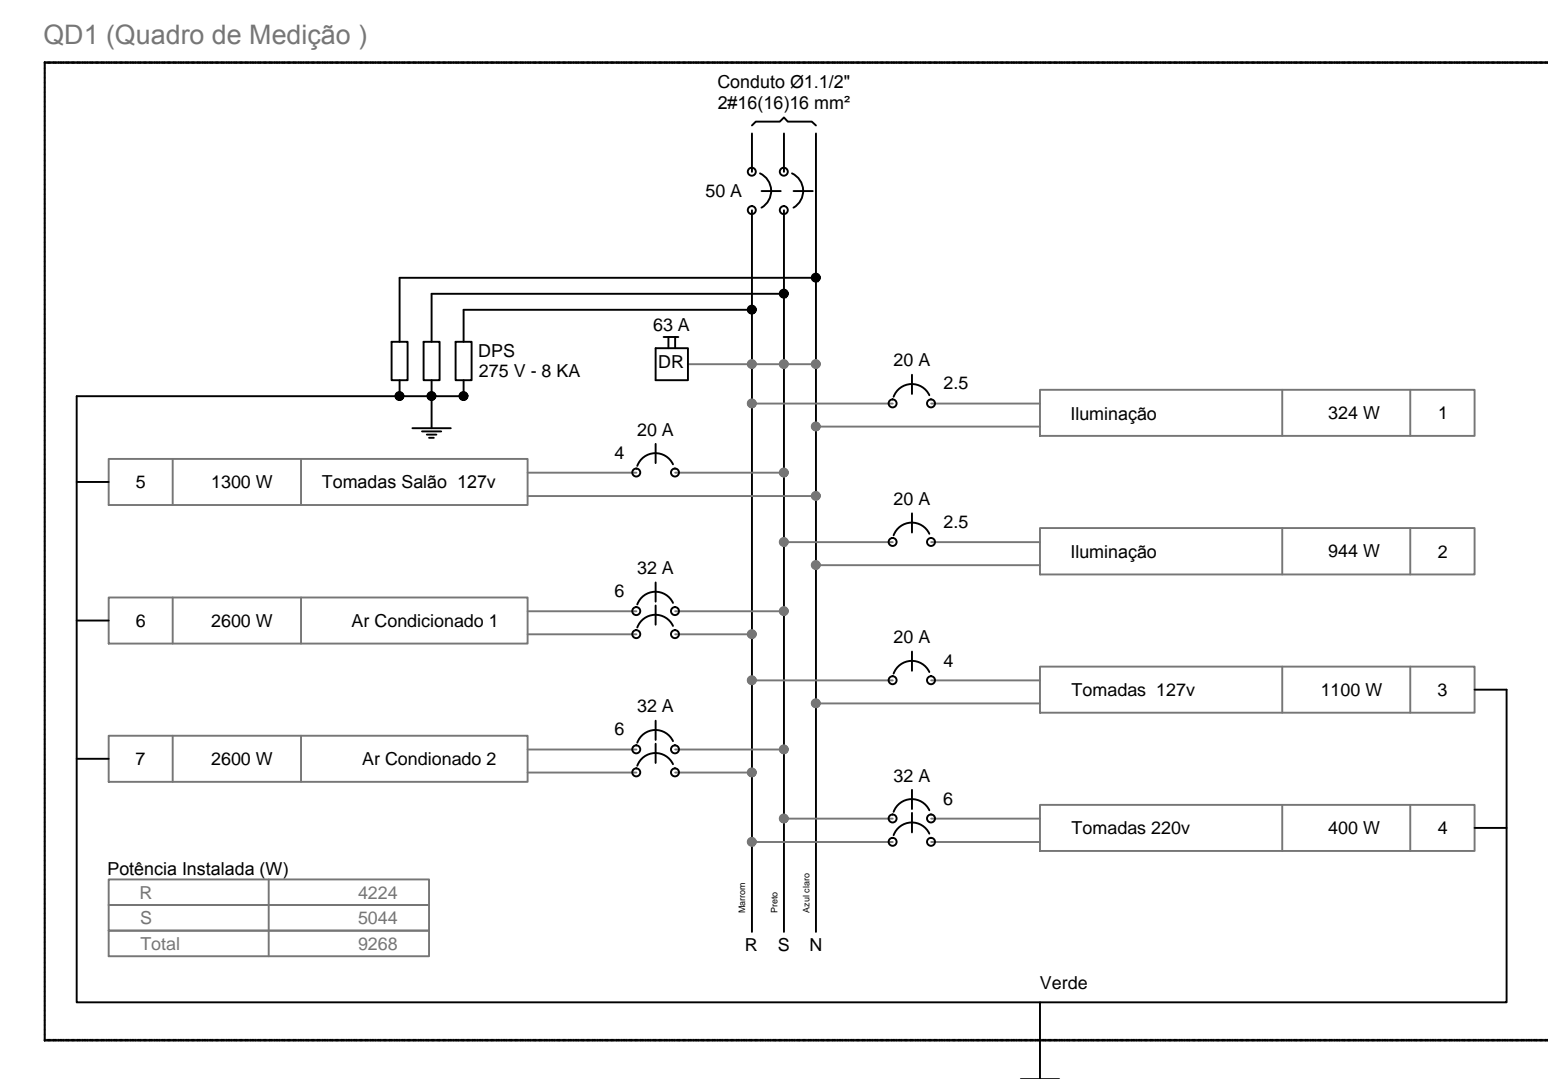 QD1 (Quadro de Medição )
Conduto Ø1.1/2"
2#16(16)16 mm²
50 A
63 A
DR
DPS
275 V - 8 KA
20 A
2.5
Iluminação 324 W 1
20 A
4
5 1300 W Tomadas Salão 127v
20 A
2.5
Iluminação 944 W 2
32 A
6
6 2600 W Ar Condicionado 1
20 A
4
Tomadas 127v 1100 W 3
32 A
6
7 2600 W Ar Condionado 2
32 A
6
Tomadas 220v 400 W 4
Potência Instalada (W)
R 4224
S 5044
Total 9268
Marrom
Preto
Azul claro
R S N
Verde